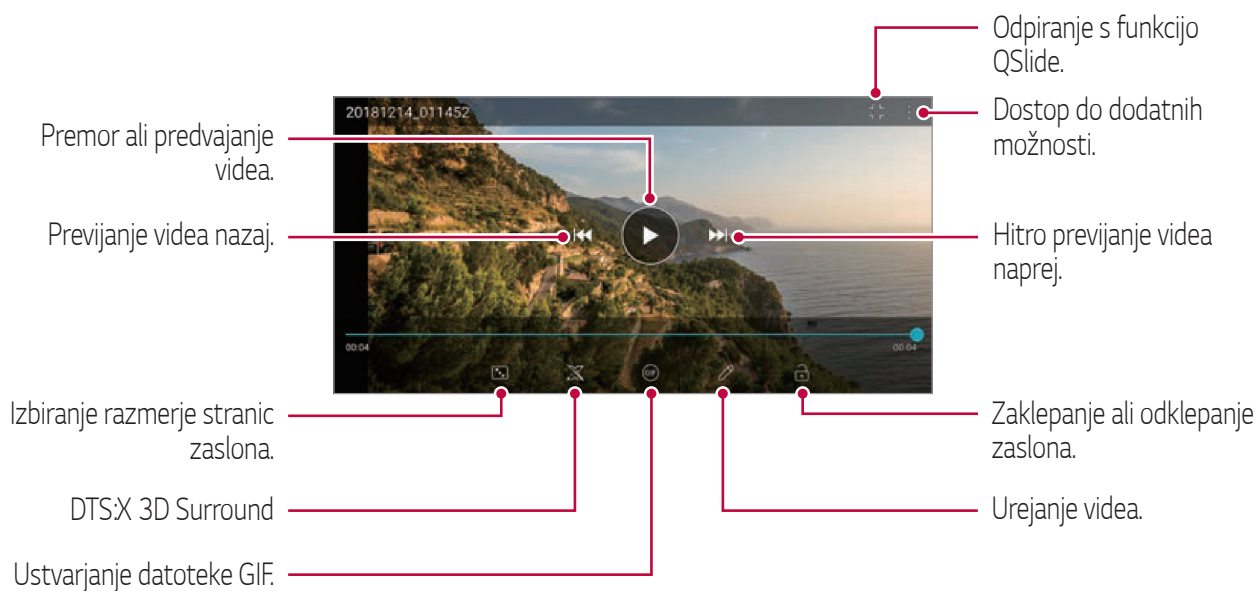 Odpiranje s funkcijo
QSlide.
20181214_011452
Dostop do dodatnih
možnosti.
Premor ali predvajanje
videa.
Previjanje videa nazaj.
Hitro previjanje videa
naprej.
00:04
00:04
GIF
Izbiranje razmerje stranic
zaslona.
Zaklepanje ali odklepanje
zaslona.
DTS:X 3D Surround
Urejanje videa.
Ustvarjanje datoteke GIF.